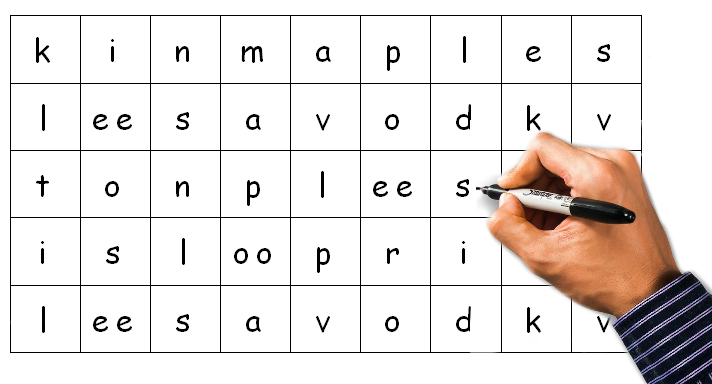 k i n m a p l e s
l ee s a v o d k v
t o n p l ee s
i s l oo p r i
l ee s a v o d k v